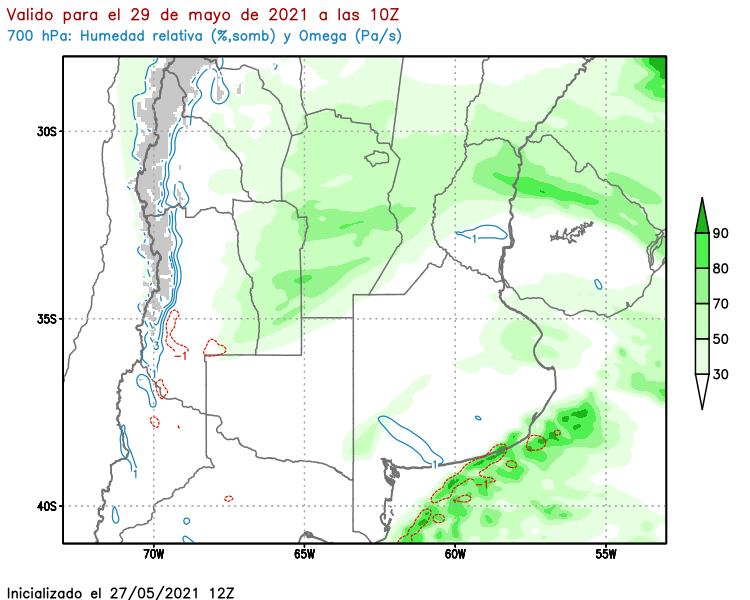 Valido para el 29 de mayo de 2021 a las 10Z
700 hPa: Humedad relativa (%,somb) y Omega (Pa/s)
30S
35S
40S
70W 65W 60W 55W
90
80
70
50
30
1
3
-1
1
1
1
-1
1
Inicializado el 27/05/2021 12Z